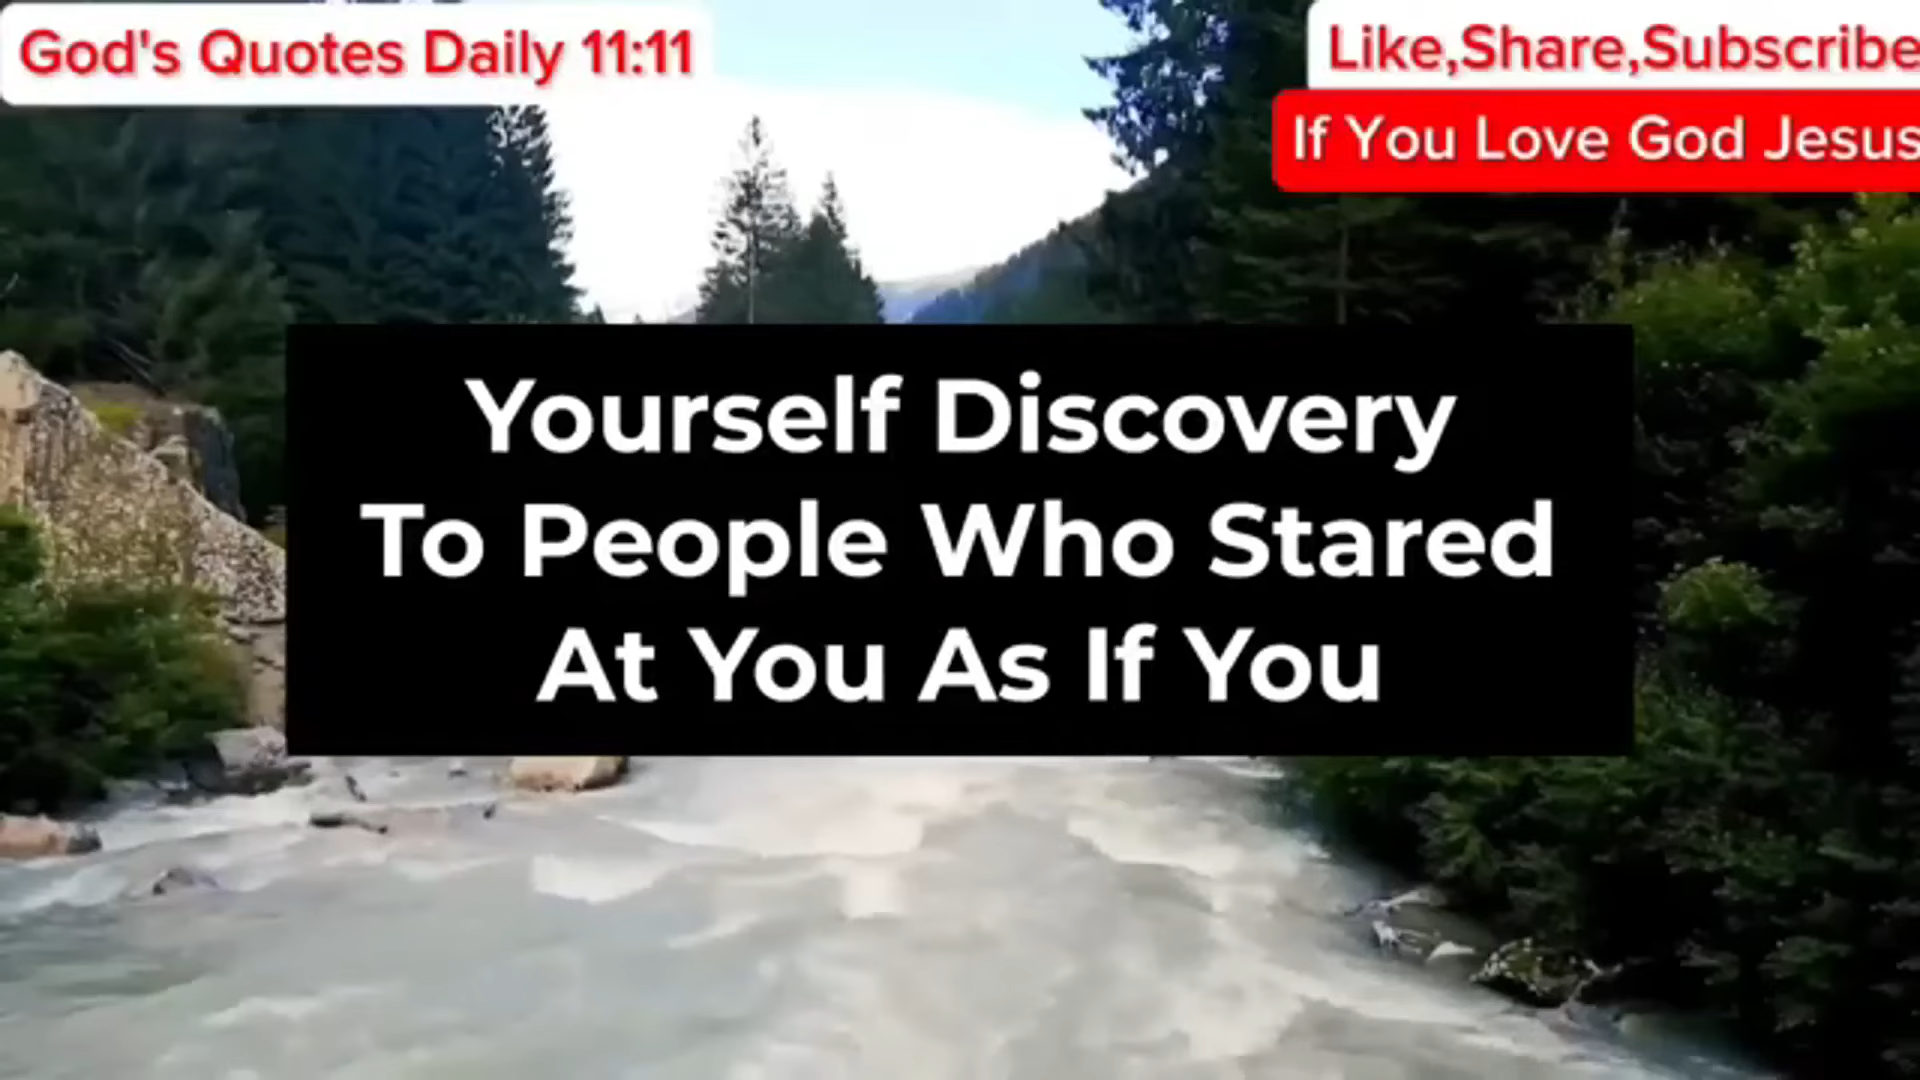 God's Quotes Daily 11:11
Like,Share,Subscribe
If You Love God Jesus
Yourself Discovery
To People Who Stared
At You As If You